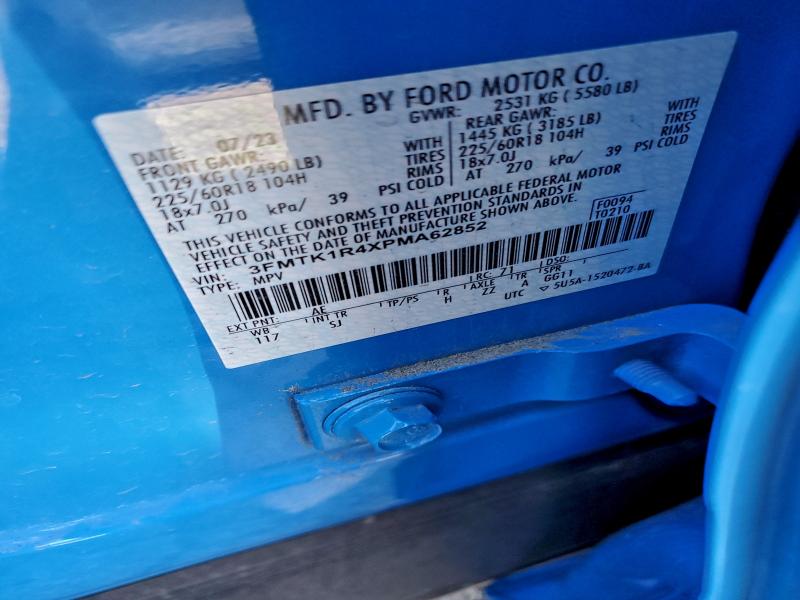 MFD. BY FORD MOTOR CO.
DATE: 07/23 GVWR: 2531 KG ( 5580 LB)
FRONT GAWR: WITH REAR GAWR: WITH
1129 KG ( 2490 LB) TIRES 1445 KG ( 3185 LB) TIRES
225/60R18 104H RIMS 225/60R18 104H RIMS
18x7.0J 18x7.0J
AT 270 kPa/ 39 PSI COLD AT 270 kPa/ 39 PSI COLD
THIS VEHICLE CONFORMS TO ALL APPLICABLE FEDERAL MOTOR
VEHICLE SAFETY AND THEFT PREVENTION STANDARDS IN
EFFECT ON THE DATE OF MANUFACTURE SHOWN ABOVE.
VIN: 3FMTK1R4XPMA62852 F0094
TYPE: MPV T0210
EXT PNT: AE RC: 71 DSO:
WB INT TR TP/PS R AXLE TR SPR
117 SJ H ZZ A GG11
UTC 5U5A-1520472-BA